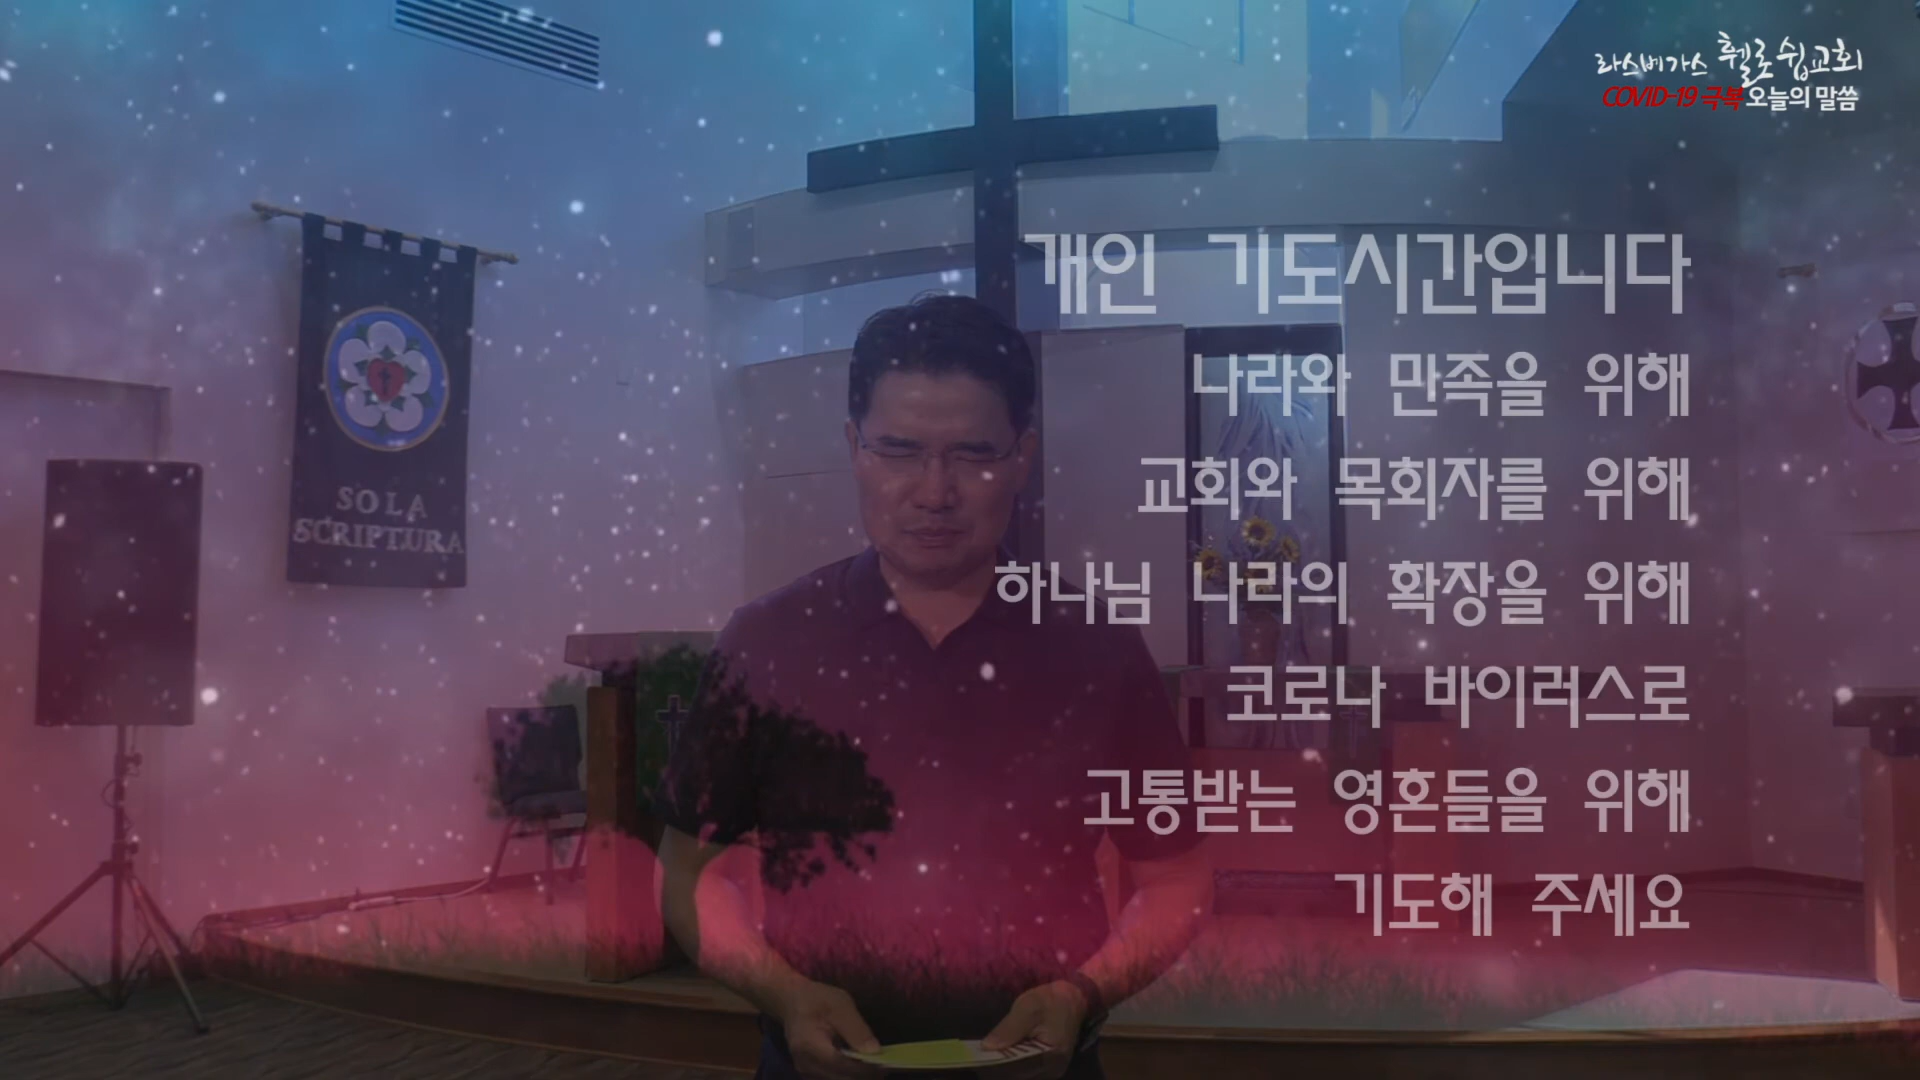 라스베가스 휄로쉽교회
COVID-19 극복 오늘의 말씀
개인 기도시간입니다
나라와 민족을 위해
교회와 목회자를 위해
하나님 나라의 확장을 위해
코로나 바이러스로
고통받는 영혼들을 위해
기도해 주세요
SOLA
SCRIPTURA